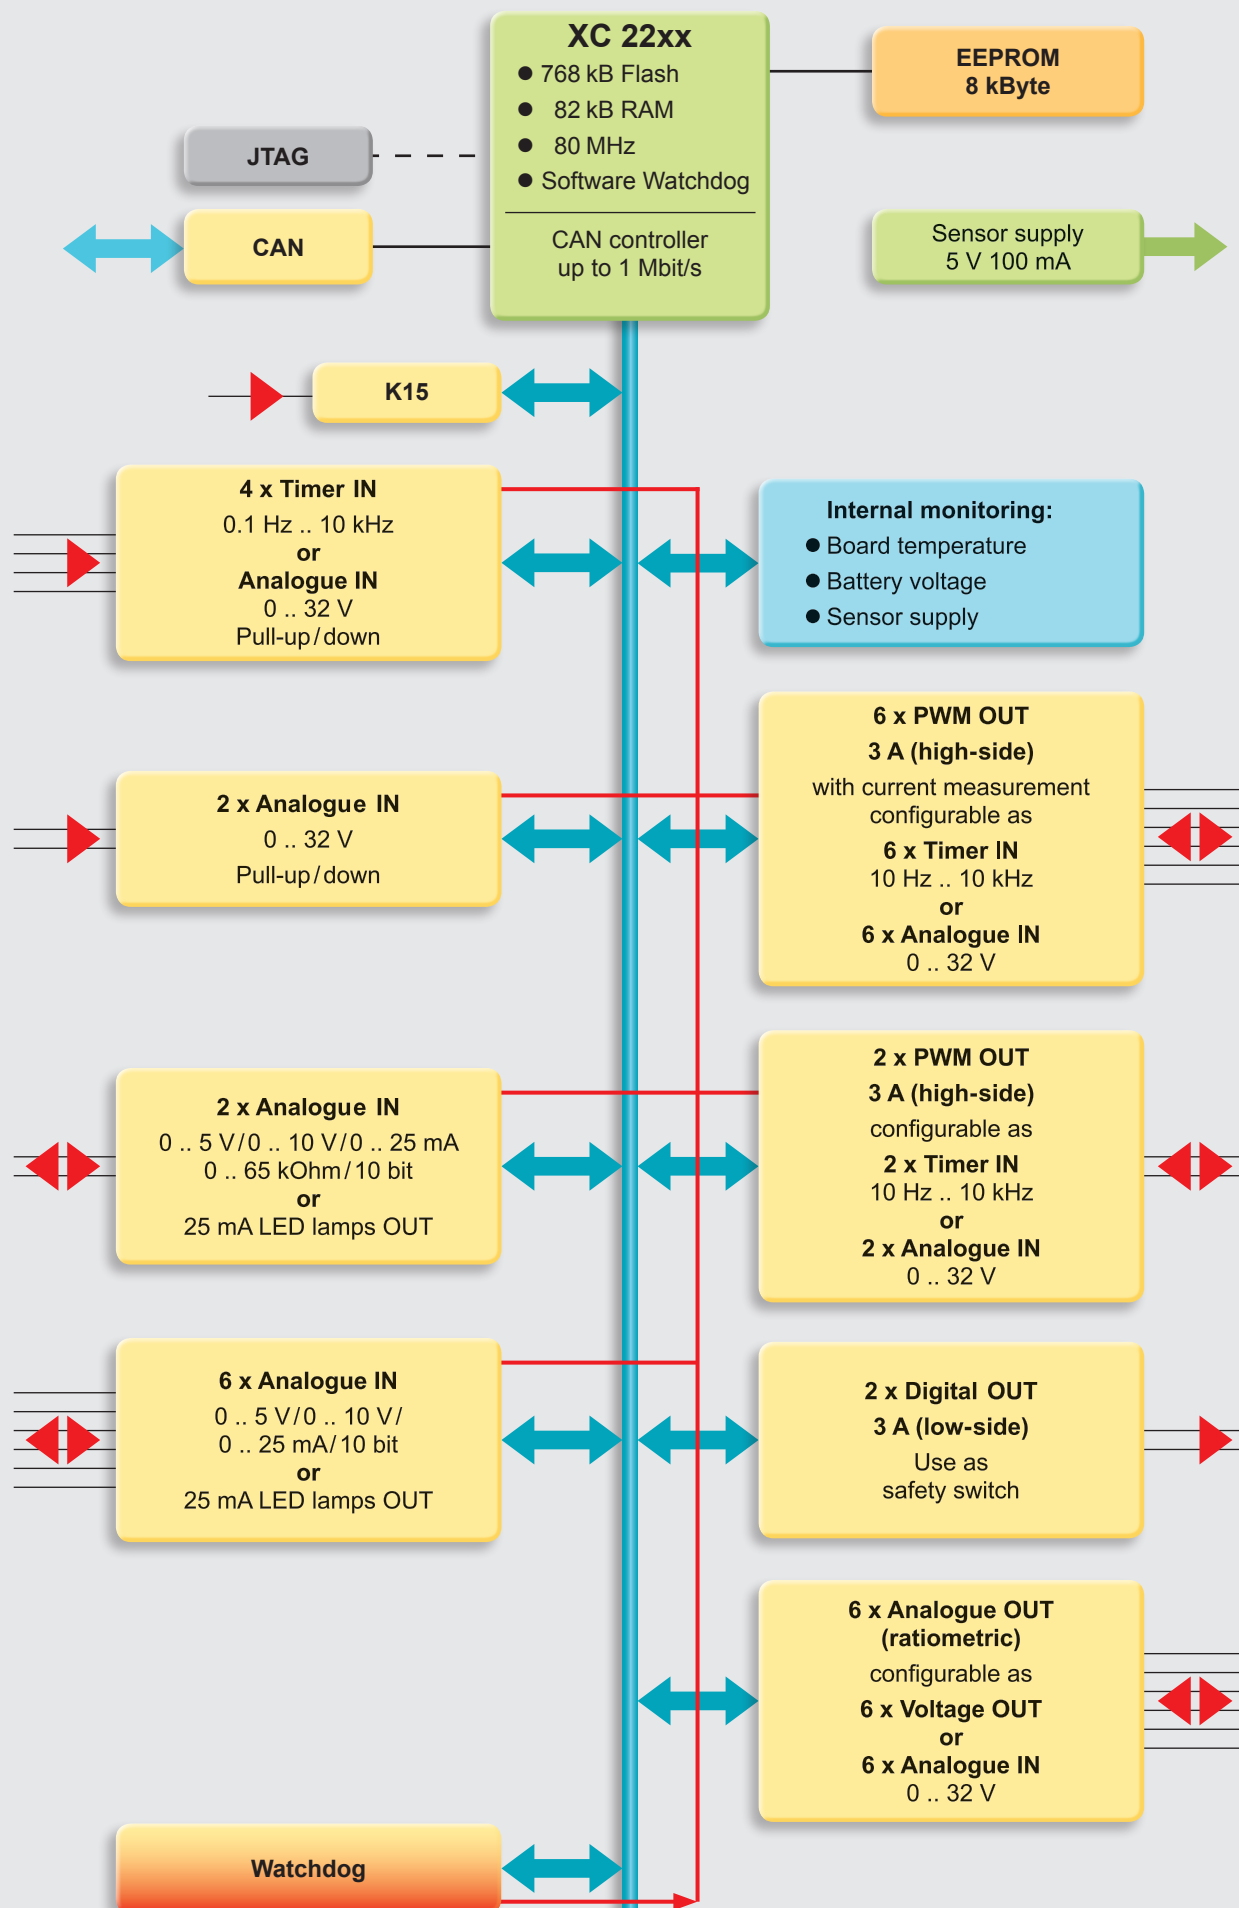 XC 22xx
● 768 kB Flash
● 82 kB RAM
● 80 MHz
● Software Watchdog
CAN controller
up to 1 Mbit/s
EEPROM
8 kByte
JTAG
CAN
Sensor supply
5 V 100 mA
K15
4 x Timer IN
0.1 Hz .. 10 kHz
or
Analogue IN
0 .. 32 V
Pull-up/down
Internal monitoring:
● Board temperature
● Battery voltage
● Sensor supply
2 x Analogue IN
0 .. 32 V
Pull-up/down
6 x PWM OUT
3 A (high-side)
with current measurement
configurable as
6 x Timer IN
10 Hz .. 10 kHz
or
6 x Analogue IN
0 .. 32 V
2 x Analogue IN
0 .. 5 V/0 .. 10 V/0 .. 25 mA
0 .. 65 kOhm/10 bit
or
25 mA LED lamps OUT
2 x PWM OUT
3 A (high-side)
configurable as
2 x Timer IN
10 Hz .. 10 kHz
or
2 x Analogue IN
0 .. 32 V
6 x Analogue IN
0 .. 5 V/0 .. 10 V/
0 .. 25 mA/10 bit
or
25 mA LED lamps OUT
2 x Digital OUT
3 A (low-side)
Use as
safety switch
6 x Analogue OUT
(ratiometric)
configurable as
6 x Voltage OUT
or
6 x Analogue IN
0 .. 32 V
Watchdog